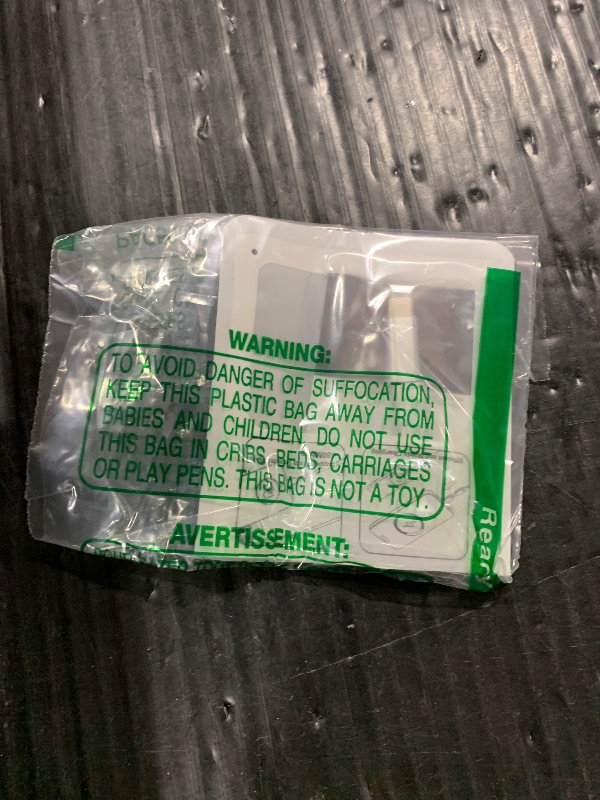 WARNING:
TO AVOID DANGER OF SUFFOCATION,
KEEP THIS PLASTIC BAG AWAY FROM
BABIES AND CHILDREN. DO NOT USE
THIS BAG IN CRIBS, BEDS, CARRIAGES
OR PLAY PENS. THIS BAG IS NOT A TOY.
AVERTISSEMENT:
Rear